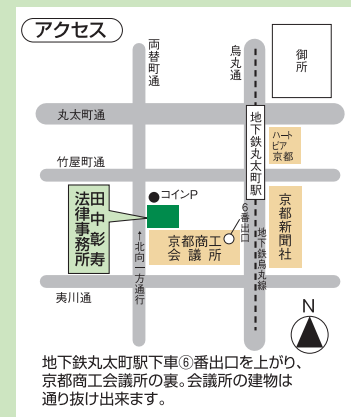 アクセス
両替町通
烏丸通
御所
丸太町通
地下鉄丸太町駅
ハート
ピア
京都
竹屋町通
コインP
田中彰寿
法律事務所
6番出口
京都新聞社
京都商工
会議所
地下鉄烏丸線
↑北向一方通行
夷川通
N
地下鉄丸太町駅下車⑥番出口を上がり、
京都商工会議所の裏。会議所の建物は
通り抜け出来ます。